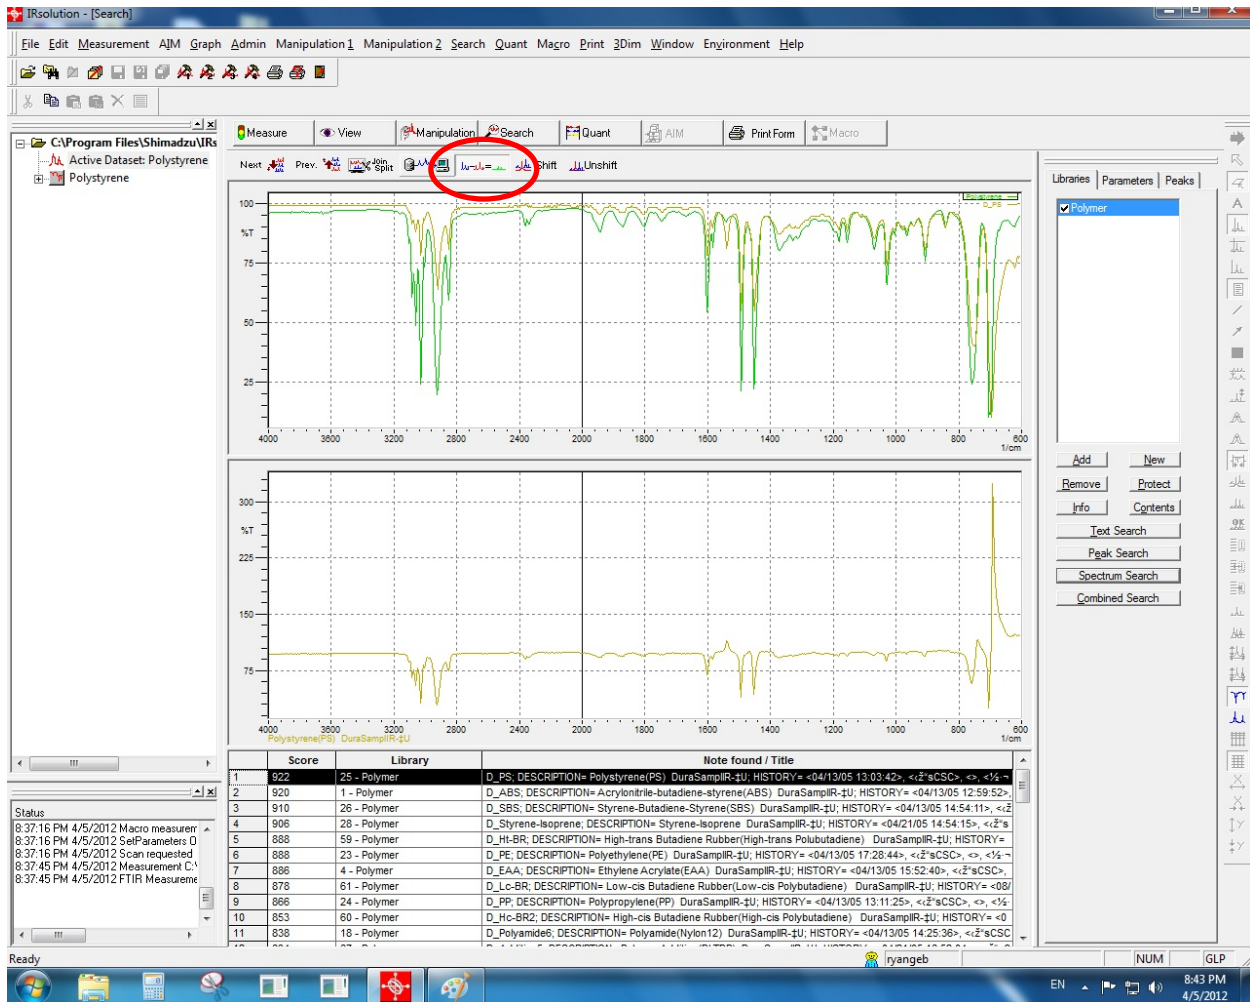 IRsolution - [Search]
File Edit Measurement AIM Graph Admin Manipulation 1 Manipulation 2 Search Quant Macro Print 3Dim Window Environment Help
C:\Program Files\Shimadzu\IRs
Active Dataset: Polystyrene
Polystyrene
Measure View Manipulation Search Quant AIM Print Form Macro
Next Prev. Join Split Shift Unshift
Polystyrene
D_PS
%T
100
75
50
25
4000 3600 3200 2800 2400 2000 1800 1600 1400 1200 1000 800 600
1/cm
%T
300
225
150
75
4000 3600 3200 2800 2400 2000 1800 1600 1400 1200 1000 800 600
Polystyrene(PS) DuraSamplIR-‡U
1/cm
Libraries Parameters Peaks
Polymer
Add New
Remove Protect
Info Contents
Text Search
Peak Search
Spectrum Search
Combined Search
Score Library Note found / Title
1 922 25 - Polymer D_PS; DESCRIPTION= Polystyrene(PS) DuraSamplIR-‡U; HISTORY= <04/13/05 13:03:42>, <‹ž°sCSC>, <>, <½·¬
2 920 1 - Polymer D_ABS; DESCRIPTION= Acrylonitrile-butadiene-styrene(ABS) DuraSamplIR-‡U; HISTORY= <04/13/05 12:59:52>,
3 910 26 - Polymer D_SBS; DESCRIPTION= Styrene-Butadiene-Styrene(SBS) DuraSamplIR-‡U; HISTORY= <04/13/05 14:54:11>, <‹ž
4 906 28 - Polymer D_Styrene-Isoprene; DESCRIPTION= Styrene-Isoprene DuraSamplIR-‡U; HISTORY= <04/21/05 14:54:15>, <‹ž°s
5 888 59 - Polymer D_Ht-BR; DESCRIPTION= High-trans Butadiene Rubber(High-trans Polubutadiene) DuraSamplIR-‡U; HISTORY=
6 888 23 - Polymer D_PE; DESCRIPTION= Polyethylene(PE) DuraSamplIR-‡U; HISTORY= <04/13/05 17:28:44>, <‹ž°sCSC>, <>, <½·¬
7 886 4 - Polymer D_EAA; DESCRIPTION= Ethylene Acrylate(EAA) DuraSamplIR-‡U; HISTORY= <04/13/05 15:52:40>, <‹ž°sCSC>,
8 878 61 - Polymer D_Lc-BR; DESCRIPTION= Low-cis Butadiene Rubber(Low-cis Polybutadiene) DuraSamplIR-‡U; HISTORY= <08/
9 866 24 - Polymer D_PP; DESCRIPTION= Polypropylene(PP) DuraSamplIR-‡U; HISTORY= <04/13/05 13:11:25>, <‹ž°sCSC>, <>, <½·
10 853 60 - Polymer D_Hc-BR2; DESCRIPTION= High-cis Butadiene Rubber(High-cis Polybutadiene) DuraSamplIR-‡U; HISTORY= <0
11 838 18 - Polymer D_Polyamide6; DESCRIPTION= Polyamide(Nylon12) DuraSamplIR-‡U; HISTORY= <04/13/05 14:25:36>, <‹ž°sCSC
Status
8:37:16 PM 4/5/2012 Macro measurem
8:37:16 PM 4/5/2012 SetParameters O
8:37:16 PM 4/5/2012 Scan requested
8:37:45 PM 4/5/2012 Measurement C:\
8:37:45 PM 4/5/2012 FTIR Measureme
Ready
ryangeb
NUM GLP
EN
8:43 PM
4/5/2012